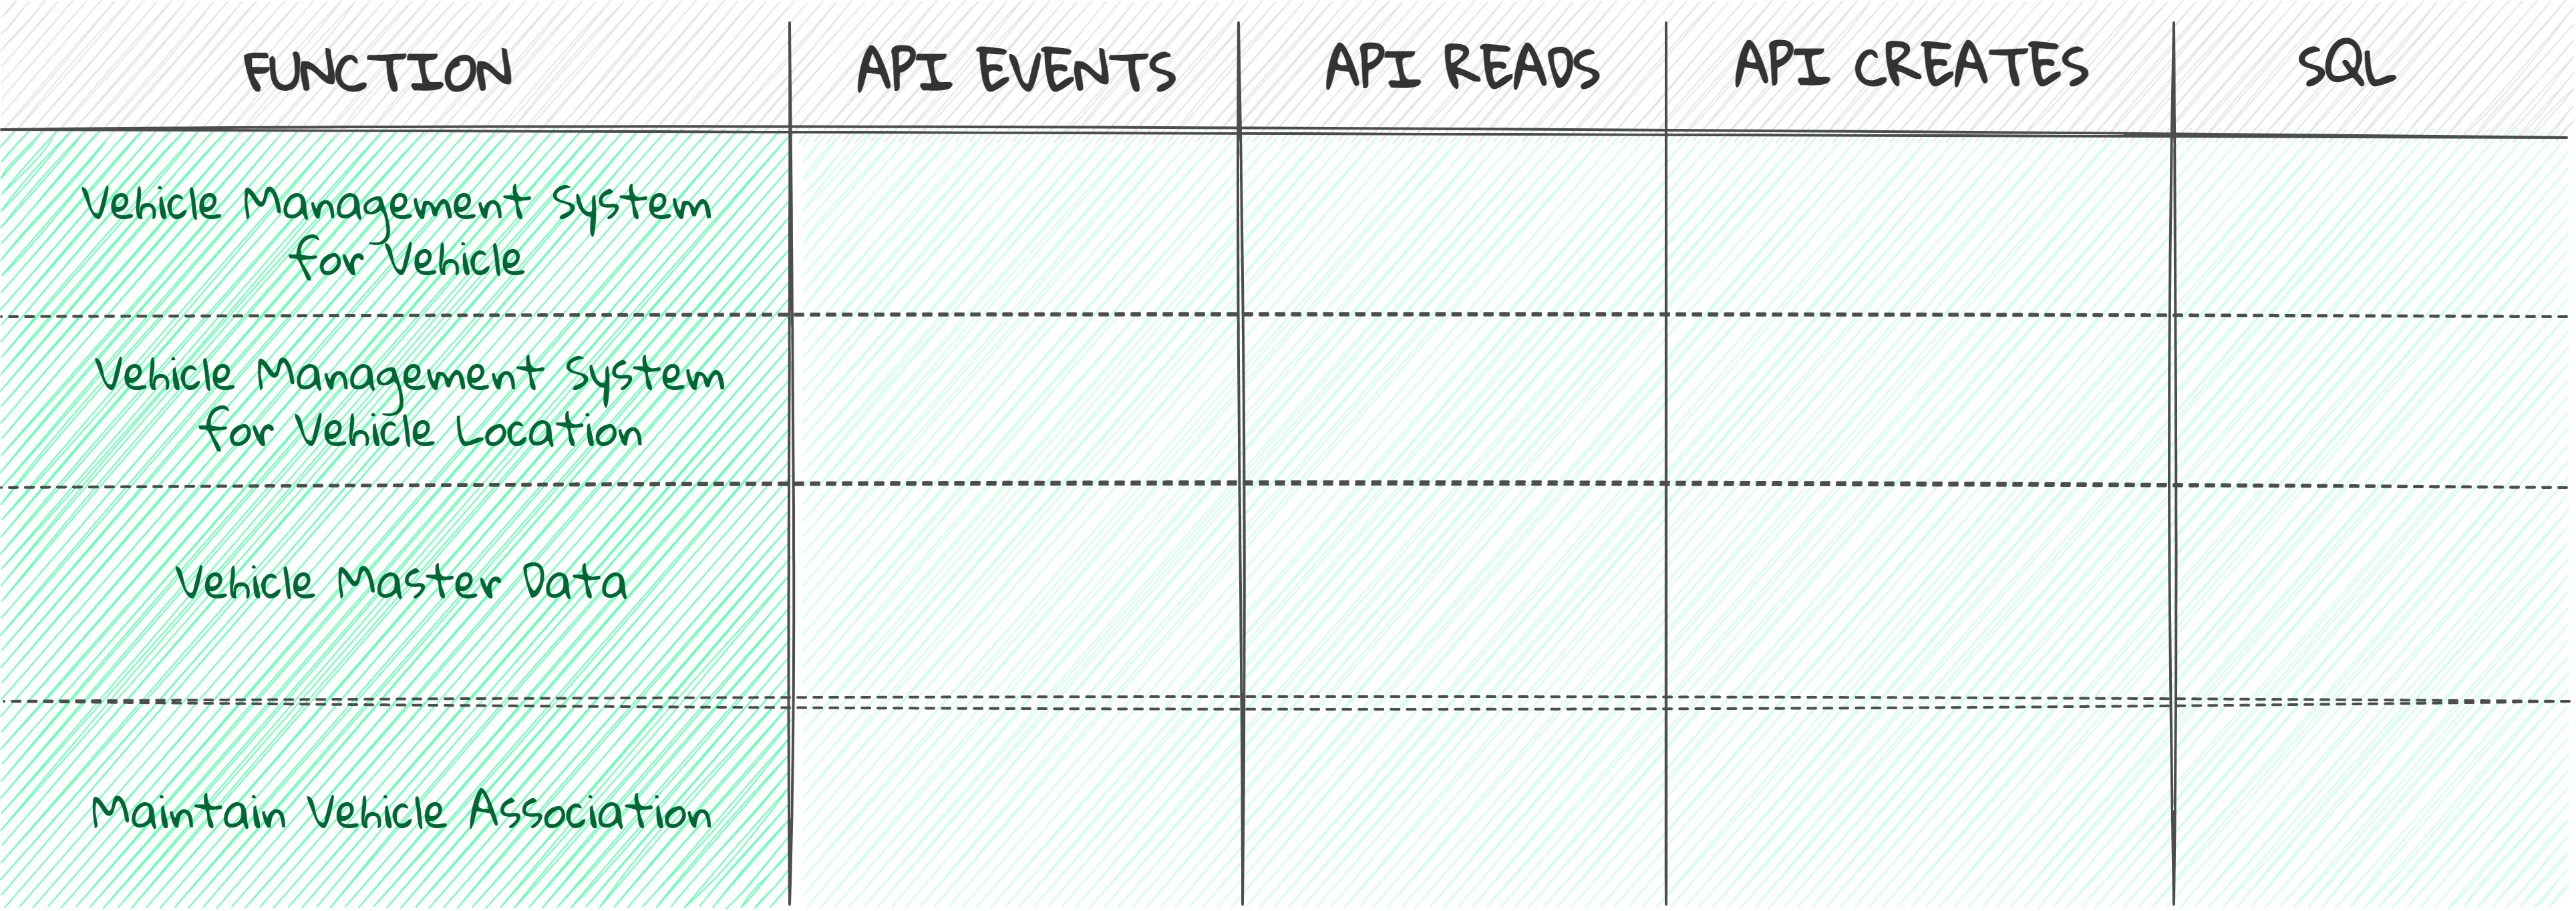 FUNCTION API EVENTS API READS API CREATES SQL
Vehicle Management System
for Vehicle
Vehicle Management System
for Vehicle Location
Vehicle Master Data
Maintain Vehicle Association